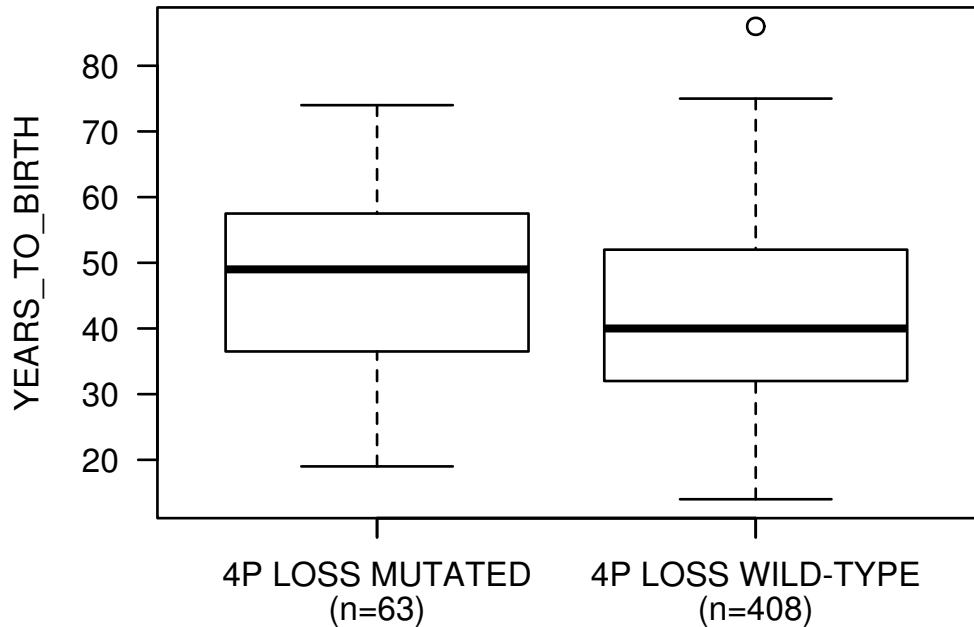 YEARS_TO_BIRTH
80
70
60
50
40
30
20
4P LOSS MUTATED
(n=63)
4P LOSS WILD-TYPE
(n=408)